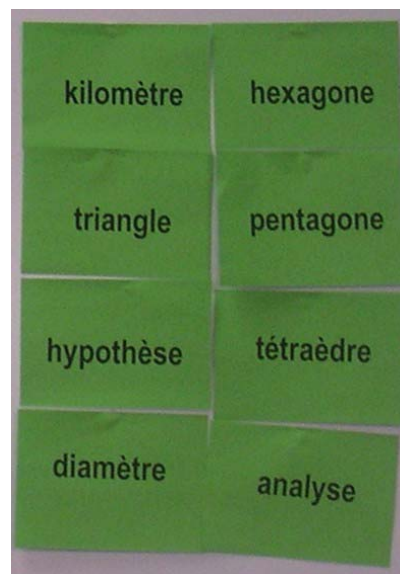 kilomètre hexagone
triangle pentagone
hypothèse tétraèdre
diamètre analyse